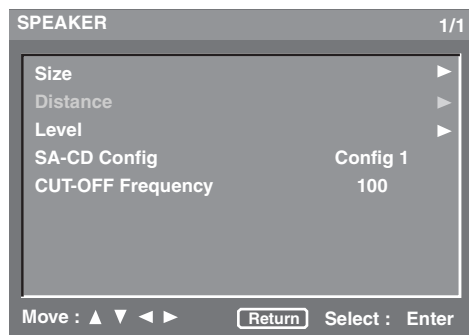 SPEAKER 1/1
Size ►
Distance ►
Level ►
SA-CD Config Config 1
CUT-OFF Frequency 100
Move : ▲ ▼ ◄ ► Return Select : Enter